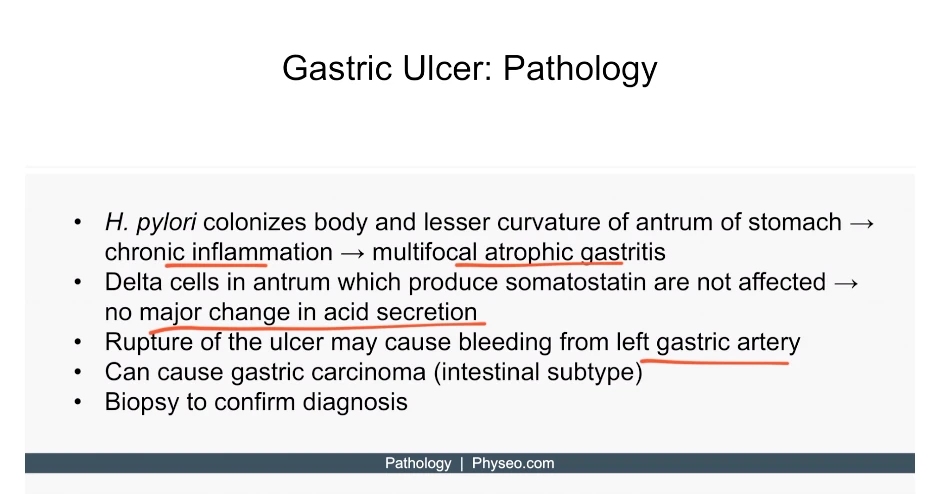 Gastric Ulcer: Pathology
• H. pylori colonizes body and lesser curvature of antrum of stomach →
chronic inflammation → multifocal atrophic gastritis
• Delta cells in antrum which produce somatostatin are not affected →
no major change in acid secretion
• Rupture of the ulcer may cause bleeding from left gastric artery
• Can cause gastric carcinoma (intestinal subtype)
• Biopsy to confirm diagnosis
Pathology | Physeo.com